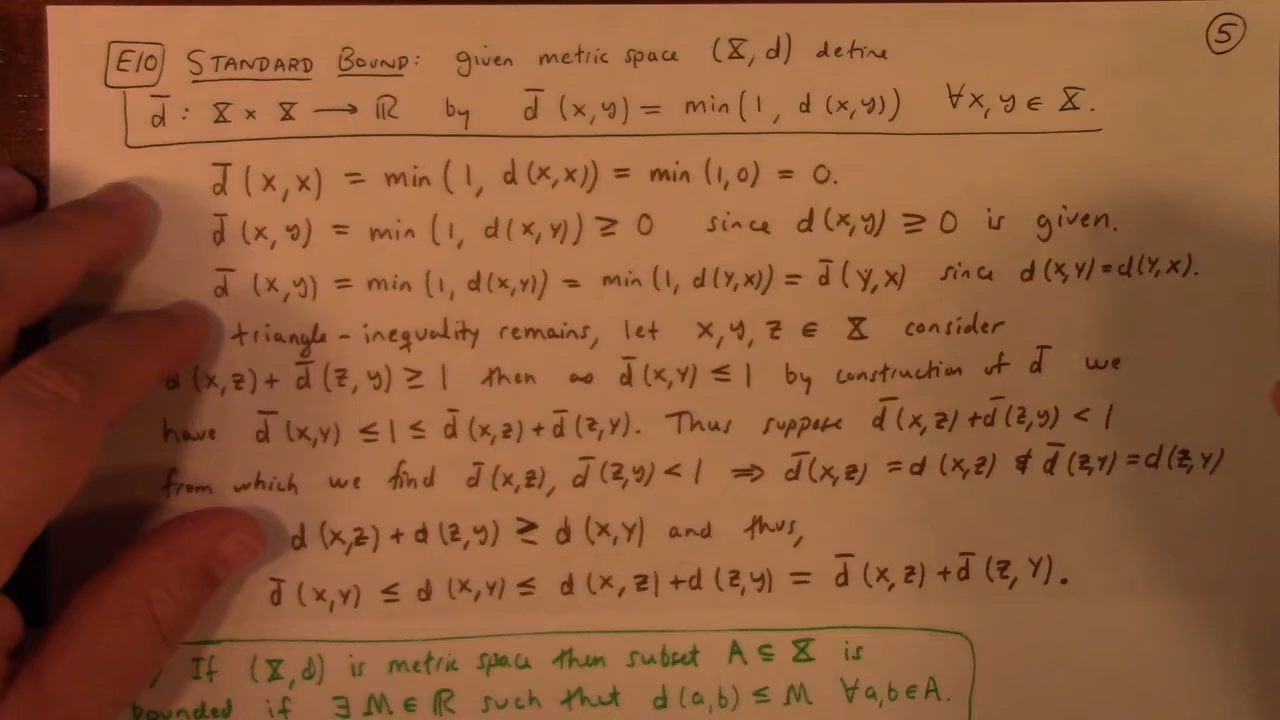 5
E10 STANDARD BOUND: given metric space (X, d) define
d̄ : X × X → ℝ by d̄ (x,y) = min(1, d(x,y)) ∀x,y ∈ X.
d̄(x,x) = min(1, d(x,x)) = min(1,0) = 0.
d̄(x,y) = min(1, d(x,y)) ≥ 0 since d(x,y) ≥ 0 is given.
d̄(x,y) = min(1, d(x,y)) = min(1, d(y,x)) = d̄(y,x) since d(x,y)=d(y,x).
triangle-inequality remains, let x,y,z ∈ X consider
d̄(x,z) + d̄(z,y) ≥ 1 then as d̄(x,y) ≤ 1 by construction of d̄ we
have d̄(x,y) ≤ 1 ≤ d̄(x,z) + d̄(z,y). Thus suppose d̄(x,z) + d̄(z,y) < 1
from which we find d̄(x,z), d̄(z,y) < 1 ⇒ d̄(x,z) = d(x,z) & d̄(z,y) = d(z,y)
d(x,z) + d(z,y) ≥ d(x,y) and thus,
d̄(x,y) ≤ d(x,y) ≤ d(x,z) + d(z,y) = d̄(x,z) + d̄(z,y).
If (X,d) is metric space then subset A ⊆ X is
bounded if ∃ M ∈ ℝ such that d(a,b) ≤ M ∀a,b∈A.